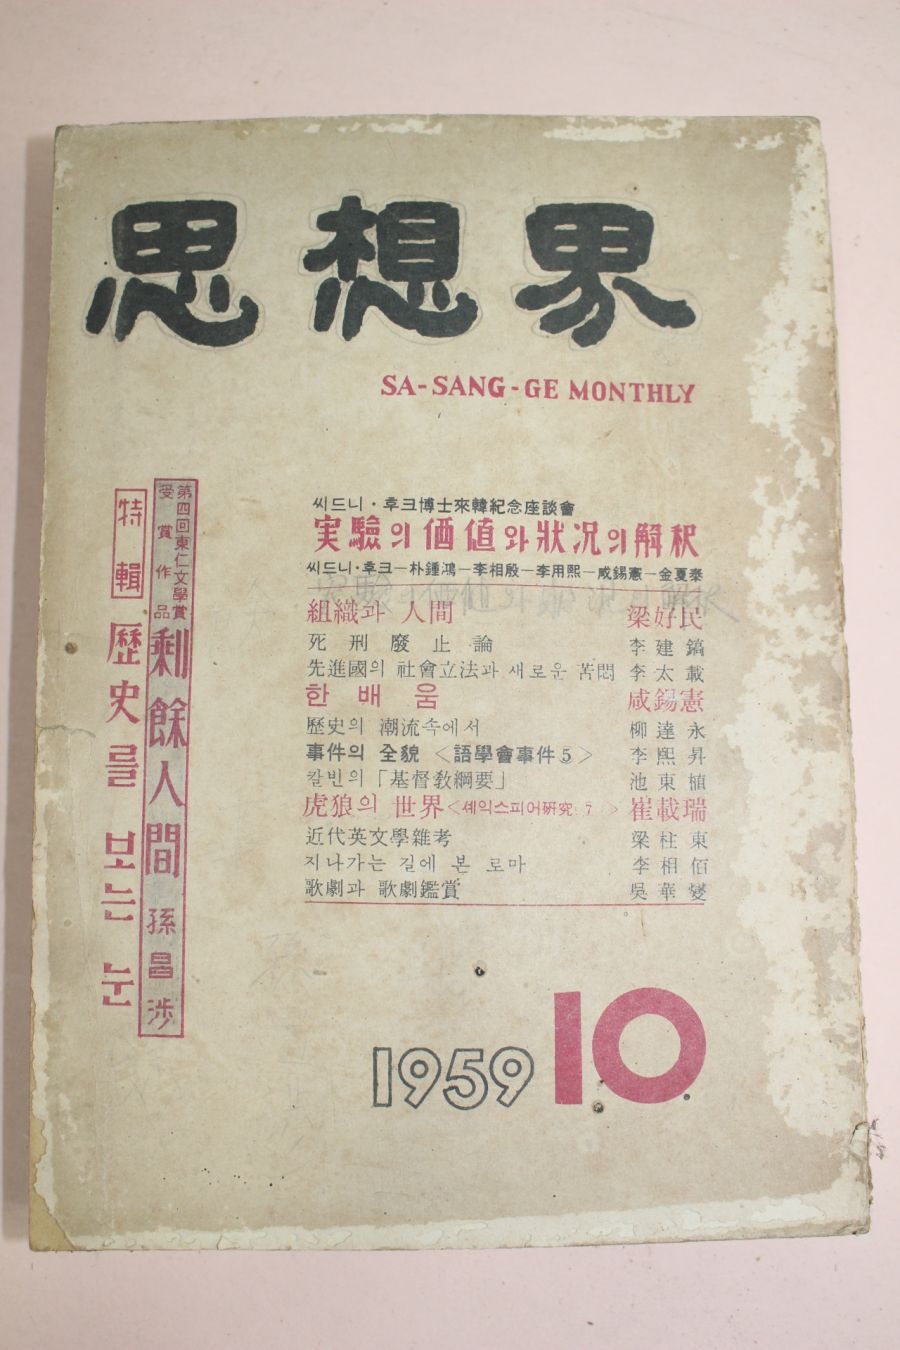 思想界
SA-SANG-GE MONTHLY
씨드니·후크博士來韓紀念座談會
実驗의 価値와 狀況의 解釈
씨드니·후크—朴鍾鴻—李相殷—李用熙—咸錫憲—金夏泰
組織과 人間 梁好民
死刑廢止論 李建鎬
先進國의 社會立法과 새로운 苦悶 李太載
한 배움 咸錫憲
歷史의 潮流속에서 柳達永
事件의 全貌 <語學會事件5> 李熙昇
칼빈의「基督敎綱要」 池東植
虎狼의 世界<셰익스피어硏究 7> 崔載瑞
近代英文學雜考 梁柱東
지나가는 길에 본 로마 李相佰
歌劇과 歌劇鑑賞 吳華燮
第四回東仁文學賞
受賞作品
剩餘人間 孫昌涉
特輯
歷史를 보는 눈
1959 10